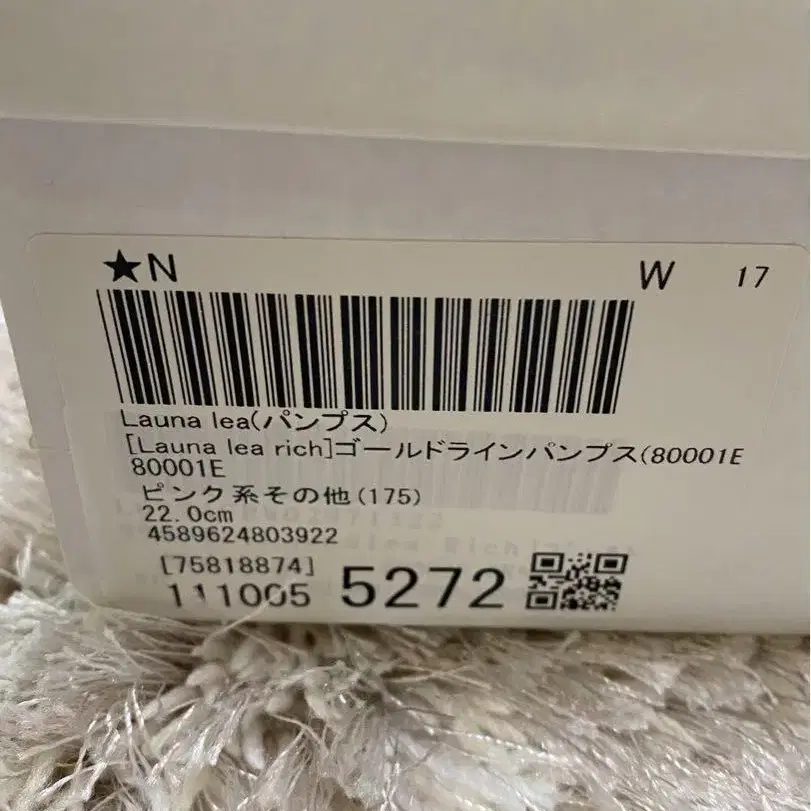 ★N W 17
Launa lea(パンプス)
[Launa lea rich]ゴールドラインパンプス(80001E
80001E
ピンク系その他(175)
22.0cm
4589624803922
[75818874]
111005 5272